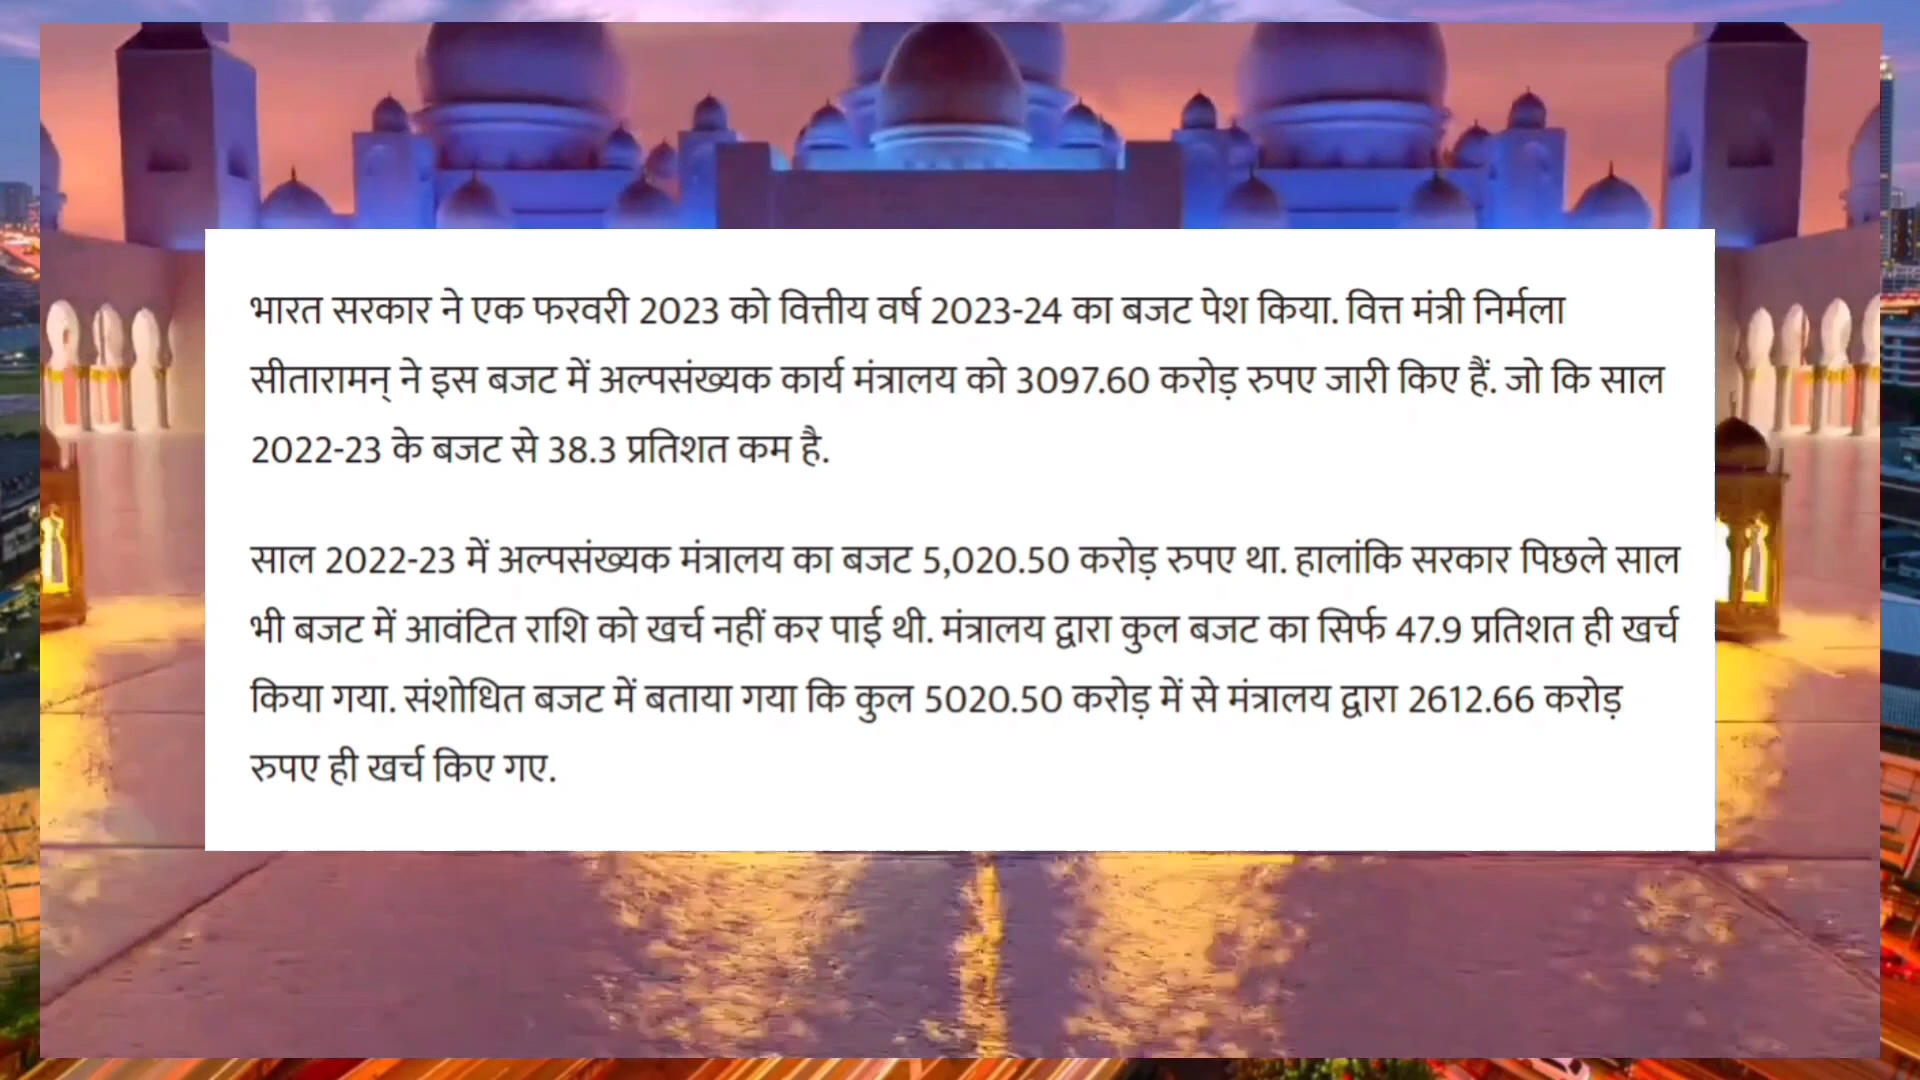 भारत सरकार ने एक फरवरी 2023 को वित्तीय वर्ष 2023-24 का बजट पेश किया. वित्त मंत्री निर्मला
सीतारामन् ने इस बजट में अल्पसंख्यक कार्य मंत्रालय को 3097.60 करोड़ रुपए जारी किए हैं. जो कि साल
2022-23 के बजट से 38.3 प्रतिशत कम है.
साल 2022-23 में अल्पसंख्यक मंत्रालय का बजट 5,020.50 करोड़ रुपए था. हालांकि सरकार पिछले साल
भी बजट में आवंटित राशि को खर्च नहीं कर पाई थी. मंत्रालय द्वारा कुल बजट का सिर्फ 47.9 प्रतिशत ही खर्च
किया गया. संशोधित बजट में बताया गया कि कुल 5020.50 करोड़ में से मंत्रालय द्वारा 2612.66 करोड़
रुपए ही खर्च किए गए.